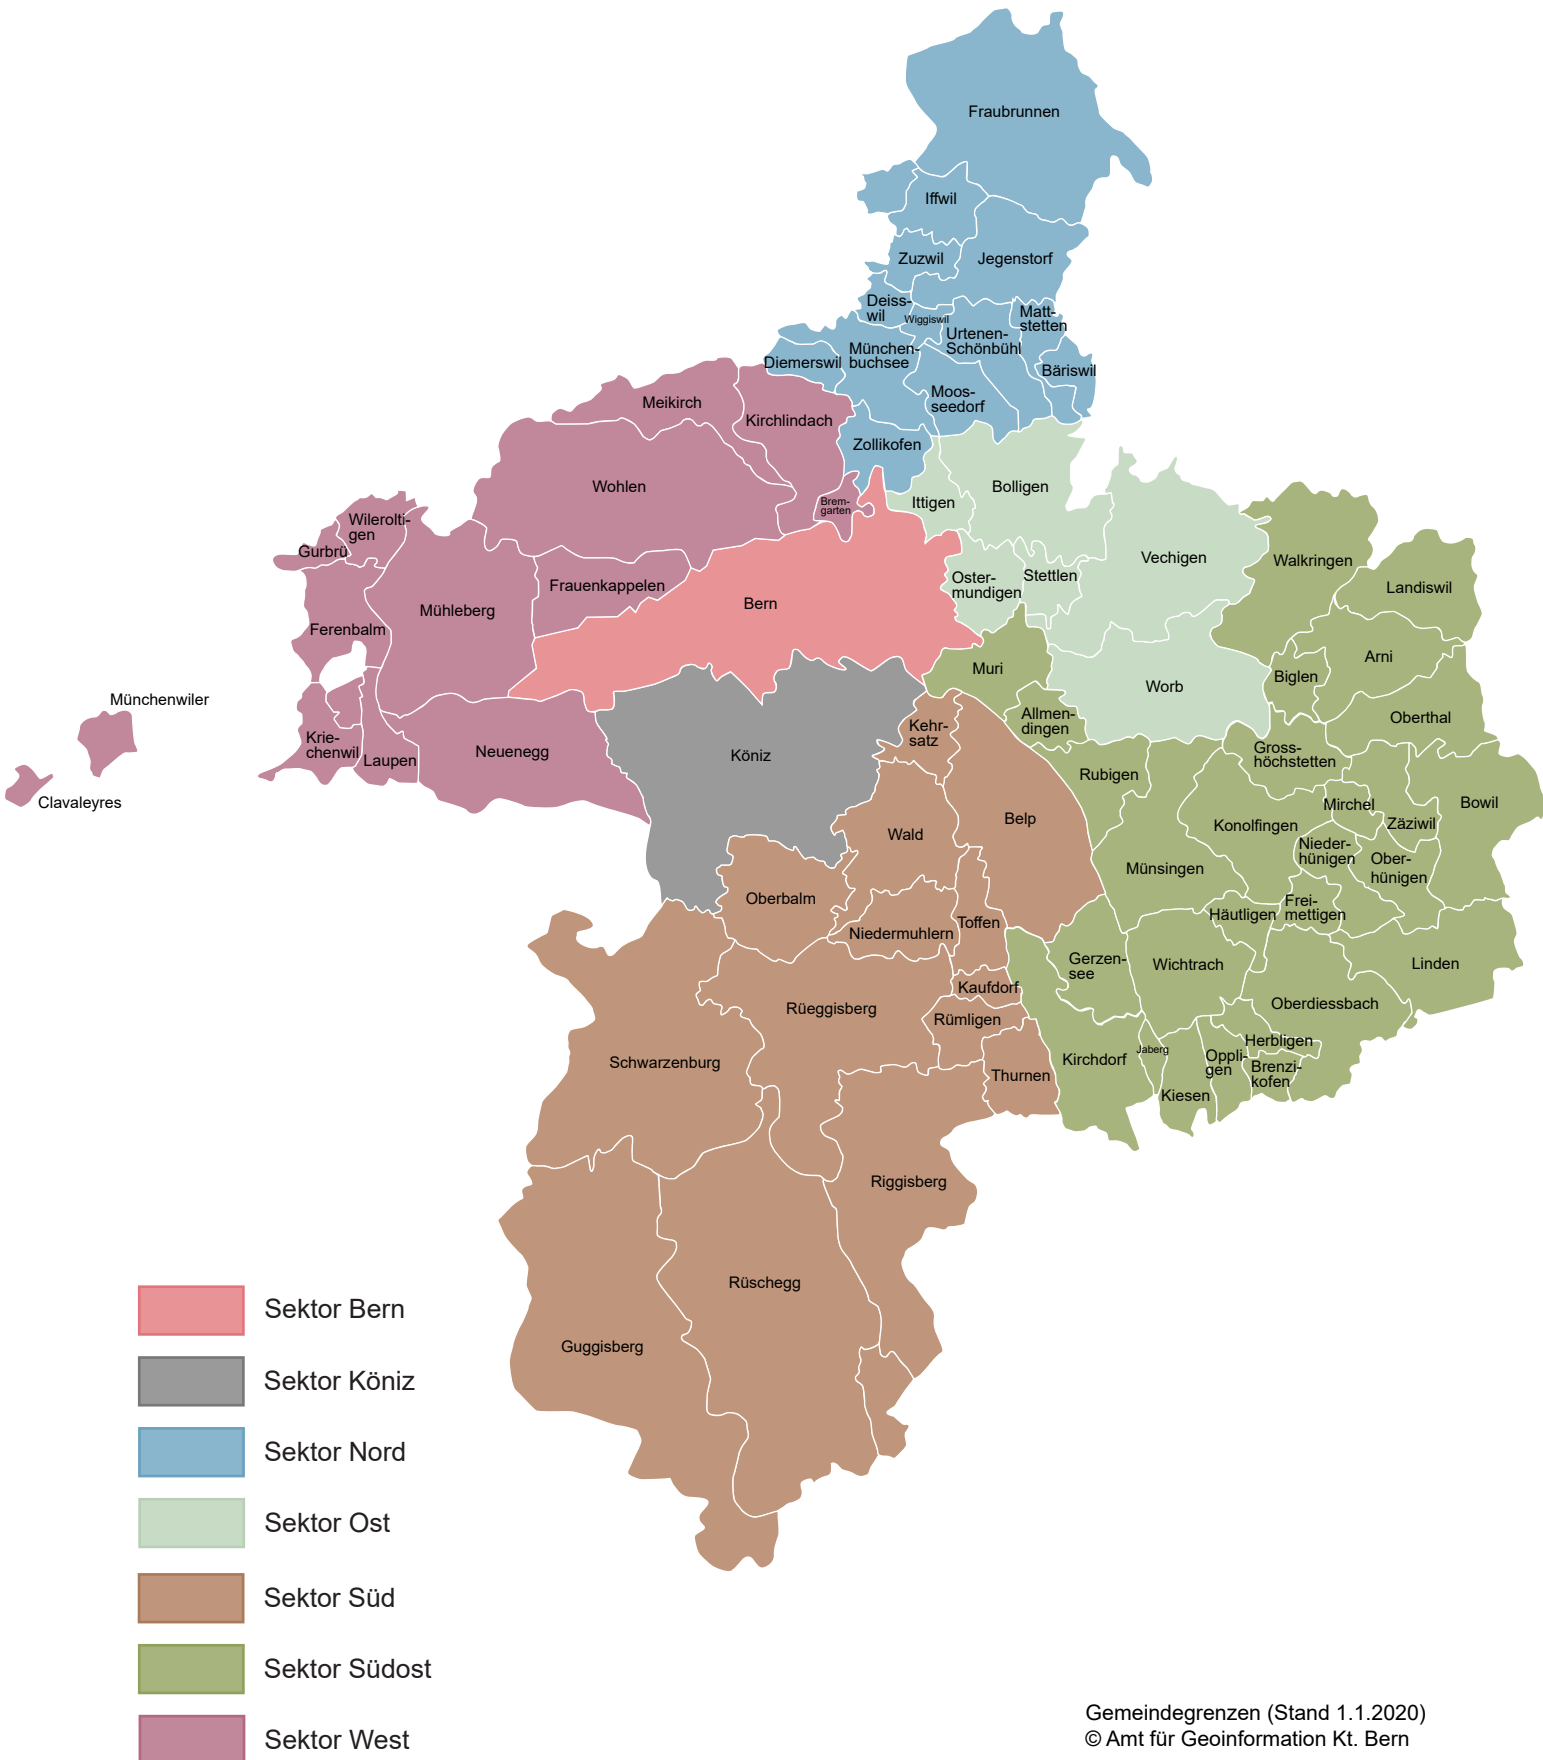 Fraubrunnen
Iffwil
Zuzwil
Jegenstorf
Deiss-
wil
Wiggiswil
Matt-
stetten
Urtenen-
Schönbühl
München-
buchsee
Diemerswil
Bäriswil
Moos-
seedorf
Zollikofen
Meikirch
Kirchlindach
Wohlen
Brem-
garten
Ittigen
Bolligen
Wilerolti-
gen
Gurbrü
Vechigen
Walkringen
Landiswil
Frauenkappelen
Mühleberg
Ferenbalm
Bern
Oster-
mundigen
Stettlen
Muri
Worb
Biglen
Arni
Münchenwiler
Clavaleyres
Krie-
chenwil
Laupen
Neuenegg
Köniz
Kehr-
satz
Allmen-
dingen
Oberthal
Gross-
höchstetten
Rubigen
Belp
Wald
Mirchel
Zäziwil
Bowil
Konolfingen
Nieder-
hünigen
Ober-
hünigen
Münsingen
Oberbalm
Niedermuhlern
Toffen
Häutligen
Frei-
mettigen
Gerzen-
see
Wichtrach
Linden
Kaufdorf
Rüeggisberg
Rümligen
Oberdiessbach
Herbligen
Schwarzenburg
Thurnen
Kirchdorf
Jaberg
Oppli-
gen
Brenzi-
kofen
Kiesen
Riggisberg
Rüschegg
Guggisberg
Sektor Bern
Sektor Köniz
Sektor Nord
Sektor Ost
Sektor Süd
Sektor Südost
Sektor West
Gemeindegrenzen (Stand 1.1.2020)
© Amt für Geoinformation Kt. Bern